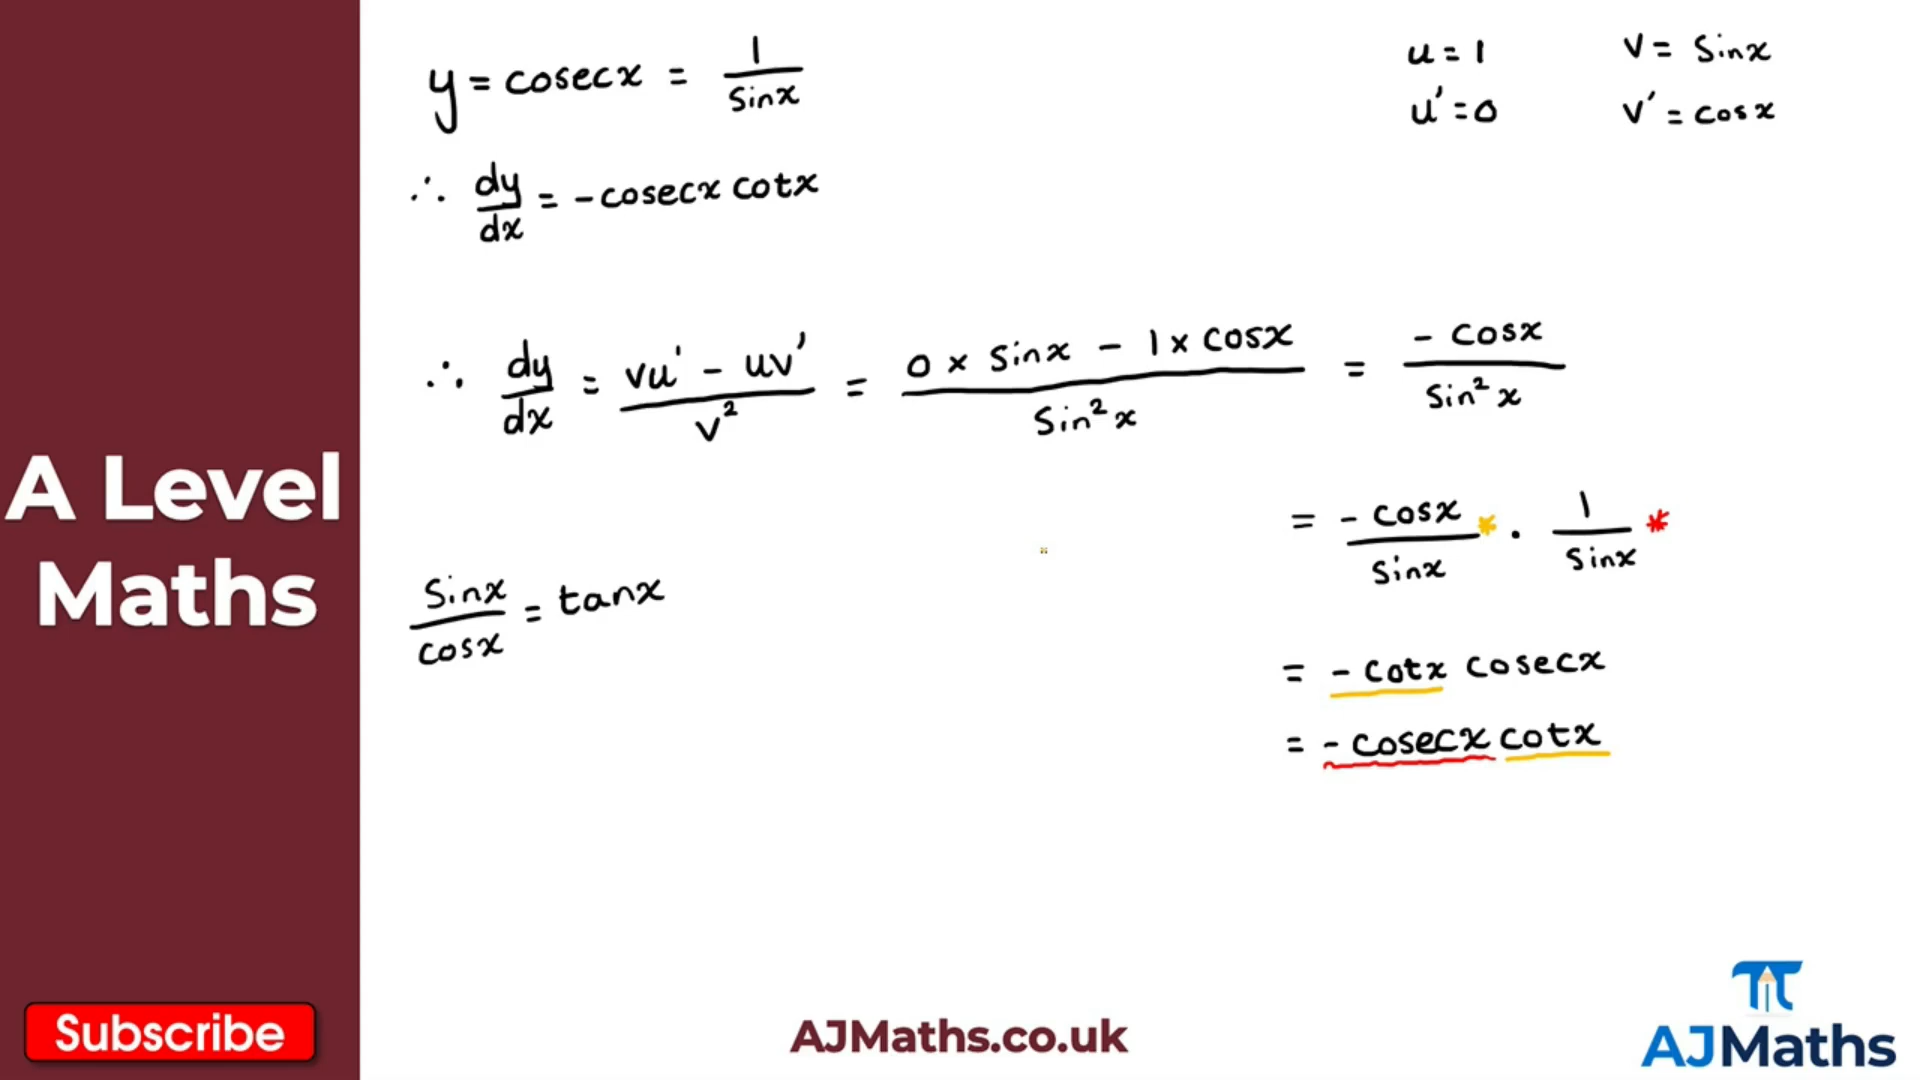 y = cosecx = 1/sinx
u = 1 v = sinx
u' = 0 v' = cosx
∴ dy/dx = -cosecx cotx
∴ dy/dx = (vu' - uv')/v² = (0 × sinx - 1 × cosx)/sin²x = -cosx/sin²x
= -cosx/sinx * · 1/sinx *
sinx/cosx = tanx
= -cotx cosecx
= -cosecx cotx
A Level
Maths
Subscribe
AJMaths.co.uk
AJMaths